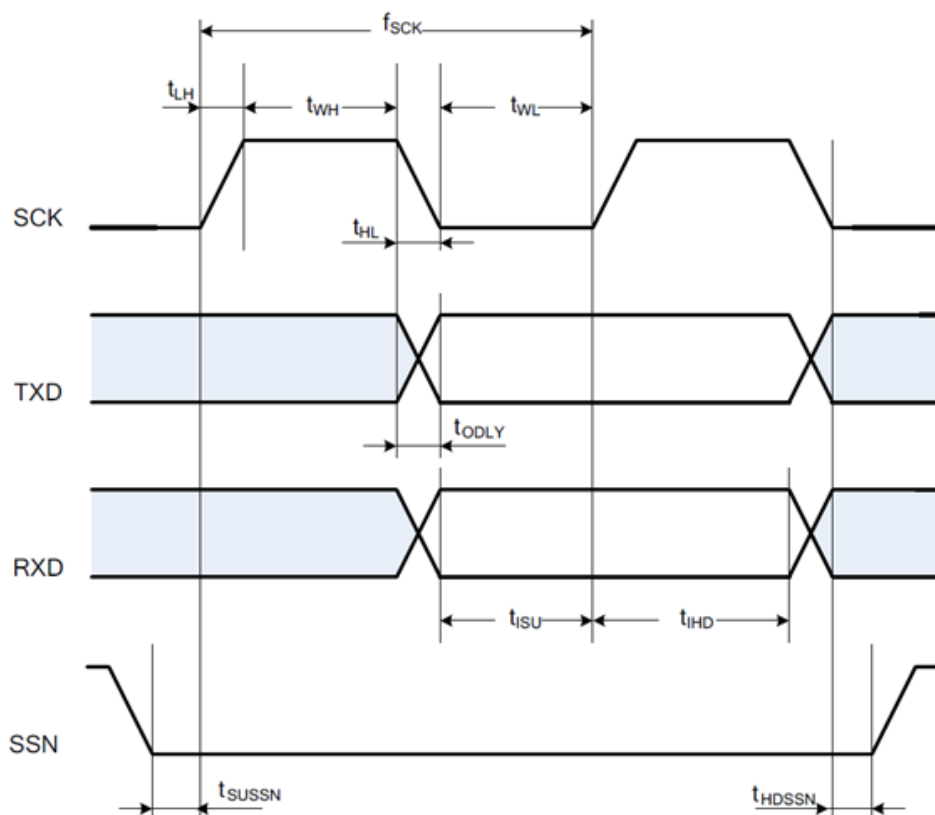 fSCK
tLH
tWH
tWL
SCK
tHL
TXD
tODLY
RXD
tISU
tIHD
SSN
tSUSSN
tHDSSN